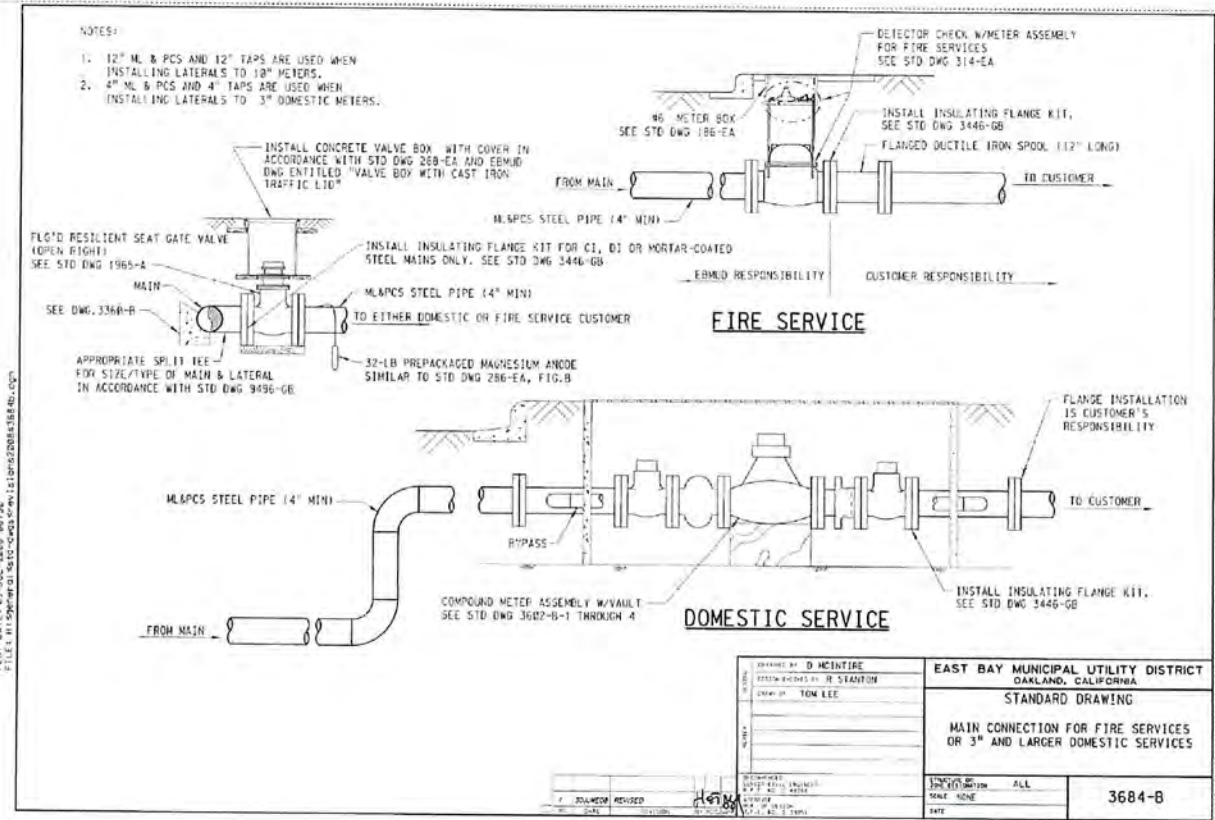 NOTES:
1. 12" ML & PCS AND 12" TAPS ARE USED WHEN
INSTALLING LATERALS TO 10" METERS.
2. 4" ML & PCS AND 4" TAPS ARE USED WHEN
INSTALLING LATERALS TO 3" DOMESTIC METERS.
INSTALL CONCRETE VALVE BOX WITH COVER IN
ACCORDANCE WITH STD DWG 268-EA AND EBMUD
DWG ENTITLED "VALVE BOX WITH CAST IRON
TRAFFIC LID"
FLG'D RESILIENT SEAT GATE VALVE
(OPEN RIGHT)
SEE STD DWG 1965-A
INSTALL INSULATING FLANGE KIT FOR CI, DI OR MORTAR-COATED
STEEL MAINS ONLY. SEE STD DWG 3446-GB
MAIN
ML&PCS STEEL PIPE (4" MIN)
SEE DWG.3360-B
TO EITHER DOMESTIC OR FIRE SERVICE CUSTOMER
APPROPRIATE SPLIT TEE
FOR SIZE/TYPE OF MAIN & LATERAL
IN ACCORDANCE WITH STD DWG 9496-GB
32-LB PREPACKAGED MAGNESIUM ANODE
SIMILAR TO STD DWG 286-EA, FIG.B
DETECTOR CHECK W/METER ASSEMBLY
FOR FIRE SERVICES
SEE STD DWG 314-EA
#6 METER BOX
SEE STD DWG 186-EA
INSTALL INSULATING FLANGE KIT.
SEE STD DWG 3446-GB
FLANGED DUCTILE IRON SPOOL (12" LONG)
FROM MAIN
TO CUSTOMER
ML&PCS STEEL PIPE (4" MIN)
EBMUD RESPONSIBILITY
CUSTOMER RESPONSIBILITY
FIRE SERVICE
FLANGE INSTALLATION
IS CUSTOMER'S
RESPONSIBILITY
ML&PCS STEEL PIPE (4" MIN)
TO CUSTOMER
BYPASS
COMPOUND METER ASSEMBLY W/VAULT
SEE STD DWG 3602-B-1 THROUGH 4
INSTALL INSULATING FLANGE KIT.
SEE STD DWG 3446-GB
FROM MAIN
DOMESTIC SERVICE
D MCINTIRE
R STANTON
TOM LEE
EAST BAY MUNICIPAL UTILITY DISTRICT
OAKLAND, CALIFORNIA
STANDARD DRAWING
MAIN CONNECTION FOR FIRE SERVICES
OR 3" AND LARGER DOMESTIC SERVICES
STRUCTURE OR
ZONE DESIGNATION ALL
SCALE NONE
DATE
3684-B
REVISED
NO. DATE REVISION